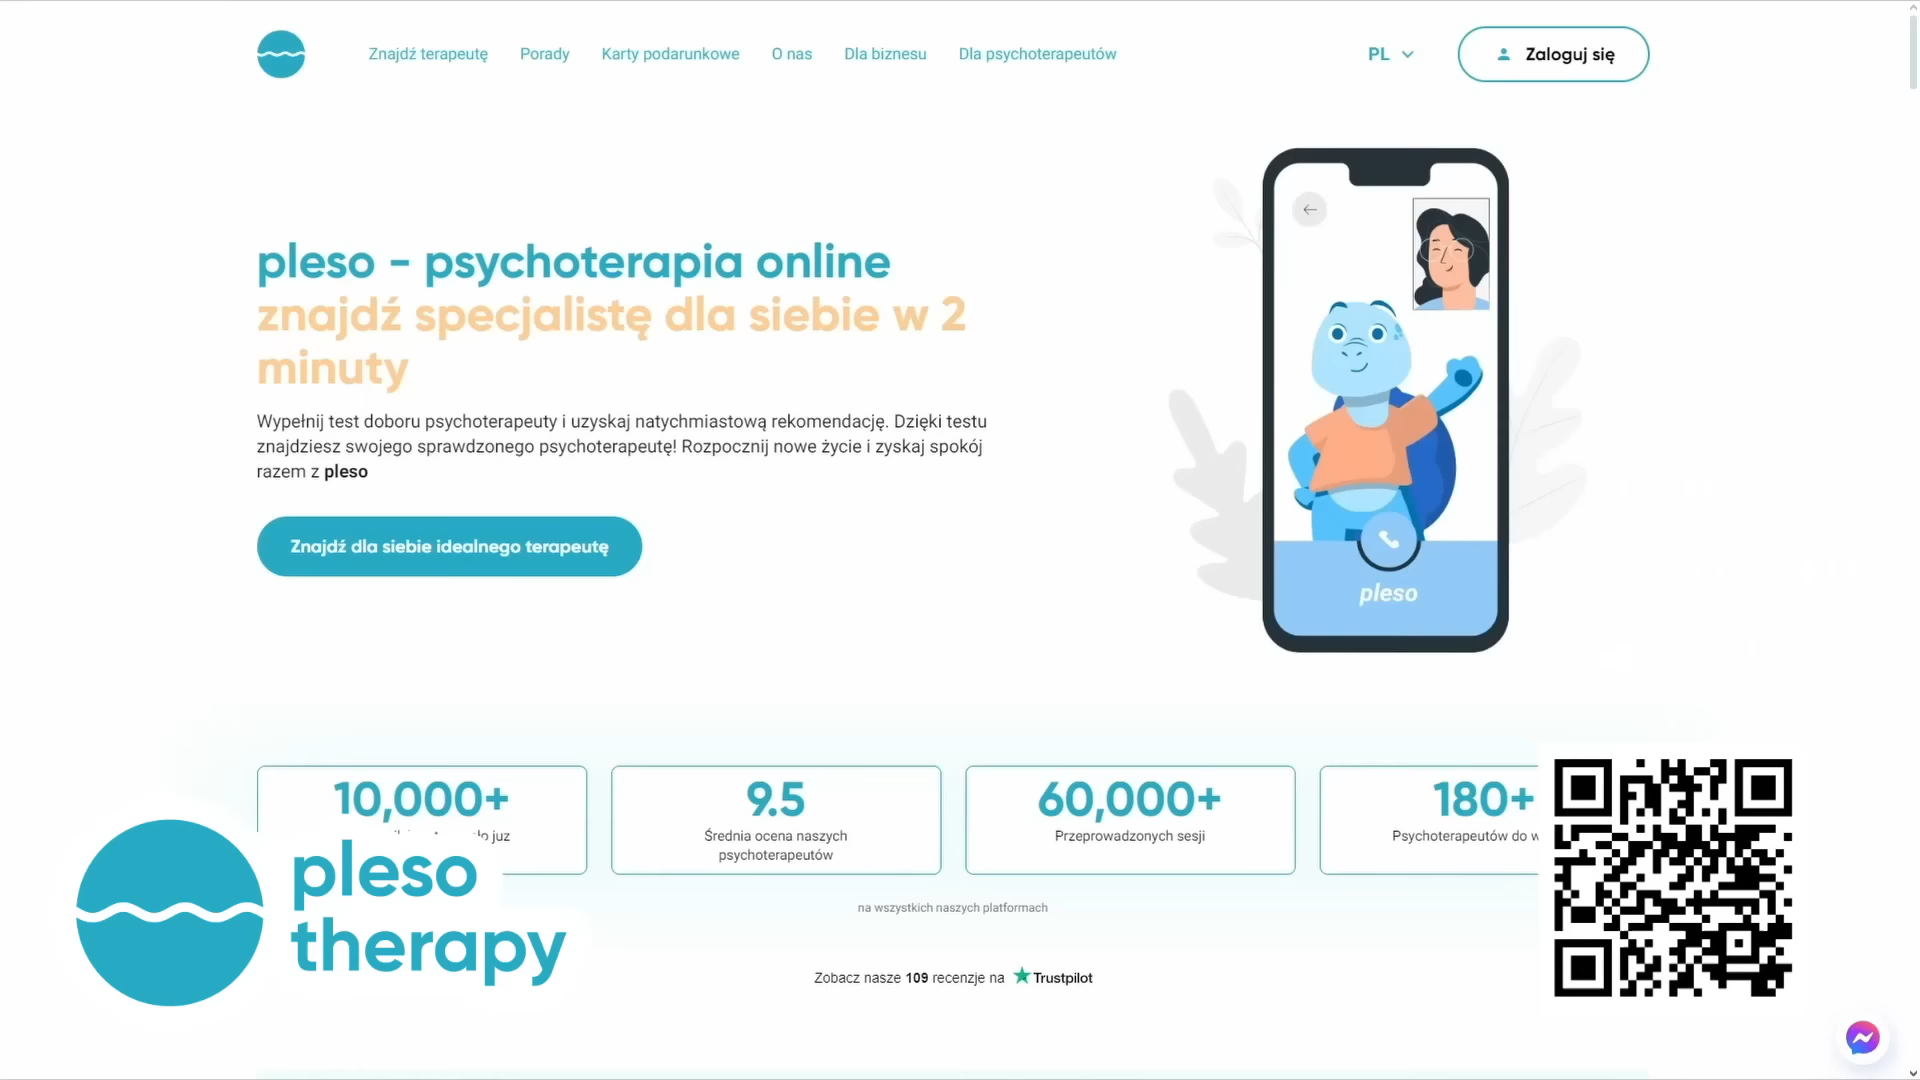 Znajdź terapeutę Porady Karty podarunkowe O nas Dla biznesu Dla psychoterapeutów PL Zaloguj się
pleso - psychoterapia online
znajdź specjalistę dla siebie w 2
minuty
Wypełnij test doboru psychoterapeuty i uzyskaj natychmiastową rekomendację. Dzięki testu
znajdziesz swojego sprawdzonego psychoterapeutę! Rozpocznij nowe życie i zyskaj spokój
razem z pleso
Znajdź dla siebie idealnego terapeutę
pleso
10,000+
juz
9.5
Średnia ocena naszych
psychoterapeutów
60,000+
Przeprowadzonych sesji
180+
Psychoterapeutów do
na wszystkich naszych platformach
Zobacz nasze 109 recenzje na Trustpilot
pleso
therapy